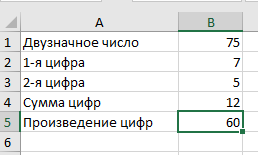 A B
1 Двузначное число 75
2 1-я цифра 7
3 2-я цифра 5
4 Сумма цифр 12
5 Произведение цифр 60
6